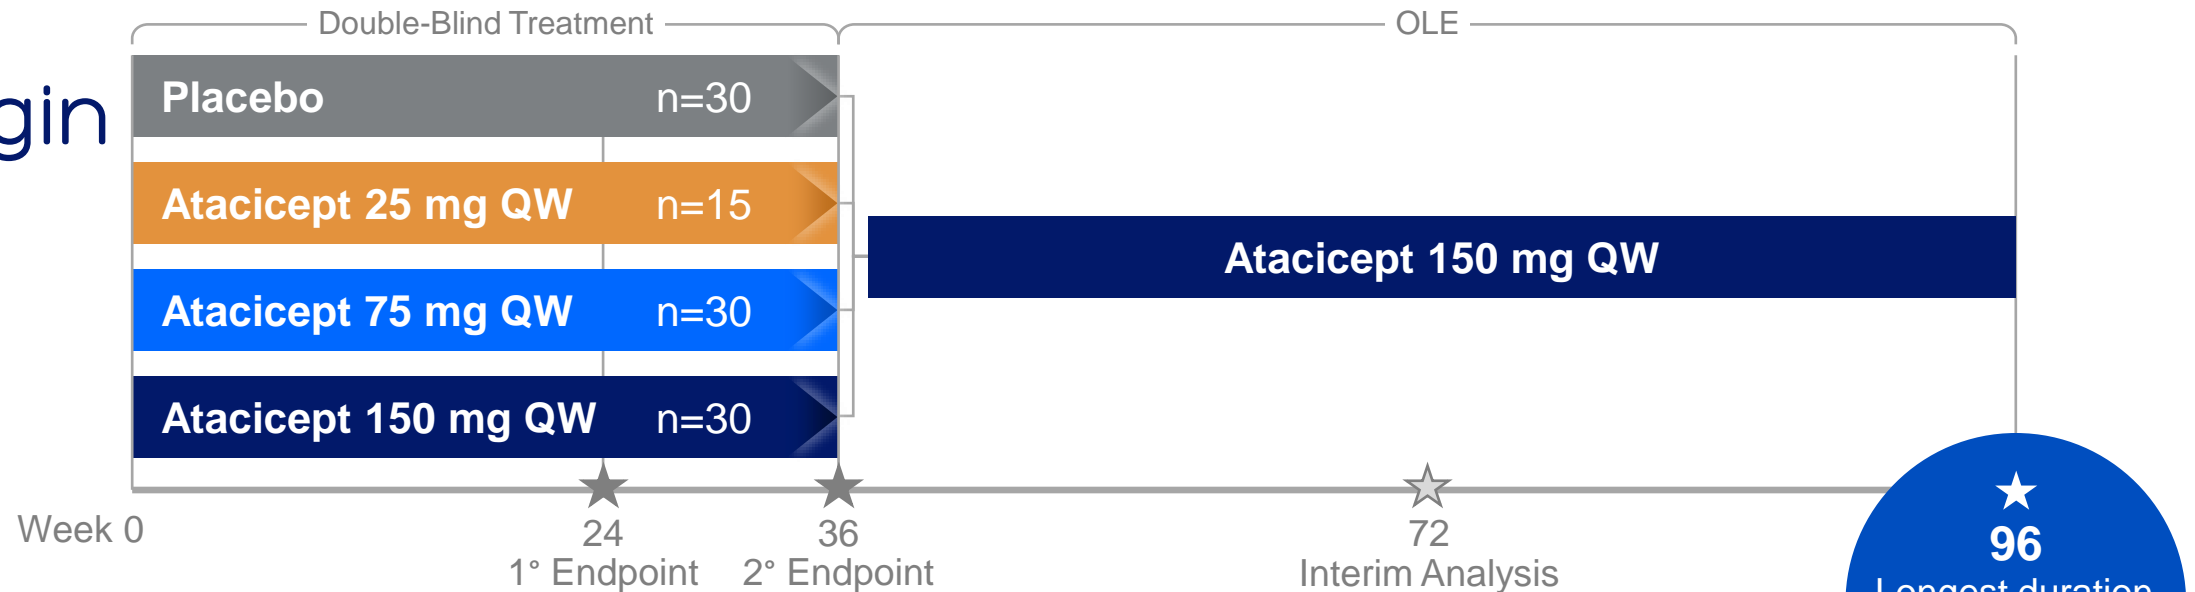 Double-Blind Treatment
OLE
gin
Placebo n=30
Atacicept 25 mg QW n=15
Atacicept 75 mg QW n=30
Atacicept 150 mg QW n=30
Atacicept 150 mg QW
Week 0
24
1° Endpoint
36
2° Endpoint
72
Interim Analysis
96
Longest duration